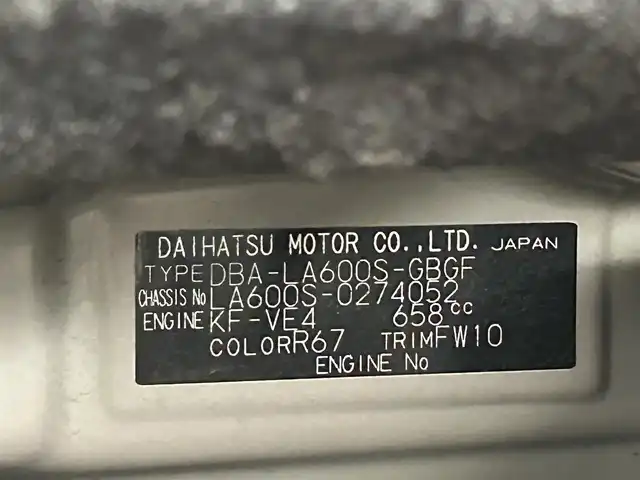 DAIHATSU MOTOR CO.,LTD. JAPAN
TYPE DBA-LA600S-GBGF
CHASSIS No LA600S-0274052
ENGINE KF-VE4 658cc
COLOR R67 TRIM FW10
ENGINE No